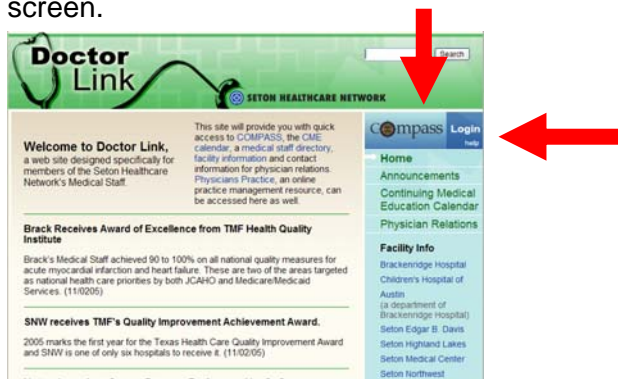 screen.
Doctor
Link
Search
SETON HEALTHCARE NETWORK
Welcome to Doctor Link,
a web site designed specifically for
members of the Seton Healthcare
Network's Medical Staff.
This site will provide you with quick
access to COMPASS, the CME
calendar, a medical staff directory,
facility information and contact
information for physician relations.
Physicians Practice, an online
practice management resource, can
be accessed here as well.
Brack Receives Award of Excellence from TMF Health Quality
Institute
Brack's Medical Staff achieved 90 to 100% on all national quality measures for
acute myocardial infarction and heart failure. These are two of the areas targeted
as national health care priorities by both JCAHO and Medicare/Medicaid
Services. (11/0205)
SNW receives TMF's Quality Improvement Achievement Award.
2005 marks the first year for the Texas Health Care Quality Improvement Award
and SNW is one of only six hospitals to receive it. (11/02/05)
Compass Login
help
Home
Announcements
Continuing Medical
Education Calendar
Physician Relations
Facility Info
Brackenridge Hospital
Children's Hospital of
Austin
(a department of
Brackenridge Hospital)
Seton Edgar B. Davis
Seton Highland Lakes
Seton Medical Center
Seton Northwest